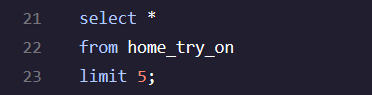 21 select *
22 from home_try_on
23 limit 5;